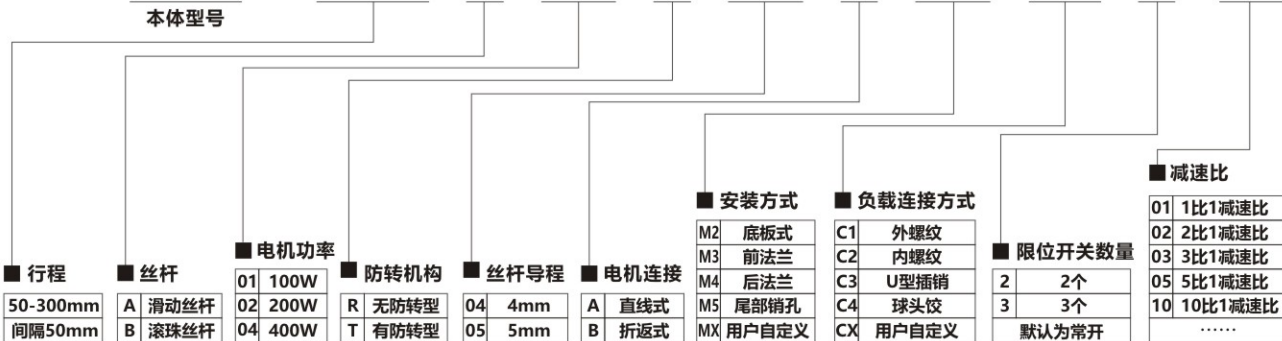 本体型号
■ 行程
50-300mm
间隔50mm
■ 丝杆
A 滑动丝杆
B 滚珠丝杆
■ 电机功率
01 100W
02 200W
04 400W
■ 防转机构
R 无防转型
T 有防转型
■ 丝杆导程
04 4mm
05 5mm
■ 电机连接
A 直线式
B 折返式
■ 安装方式
M2 底板式
M3 前法兰
M4 后法兰
M5 尾部销孔
MX 用户自定义
■ 负载连接方式
C1 外螺纹
C2 内螺纹
C3 U型插销
C4 球头铰
CX 用户自定义
■ 限位开关数量
2 2个
3 3个
默认为常开
■ 减速比
01 1比1减速比
02 2比1减速比
03 3比1减速比
05 5比1减速比
10 10比1减速比
······